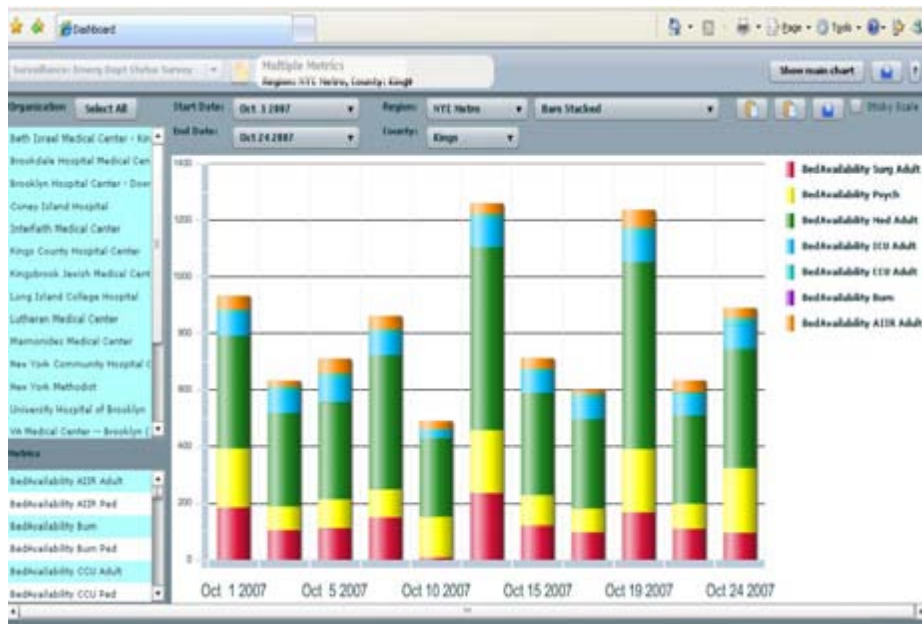 Dashboard
Page
Tools
Surveillance: Emerg Dept Status Survey
Multiple Metrics
Region: NYC Metro, County: Kings
Show main chart
Organization:
Select All
Start Date:
Oct 1 2007
Region:
NYC Metro
Bars Stacked
Sticky Scale
End Date:
Oct 24 2007
County:
Kings
Beth Israel Medical Center - Kin
Brookdale Hospital Medical Cen
Brooklyn Hospital Center - Dow
Coney Island Hospital
Interfaith Medical Center
Kings County Hospital Center
Kingsbrook Jewish Medical Cent
Long Island College Hospital
Lutheran Medical Center
Maimonides Medical Center
New York Community Hospital C
New York Methodist
University Hospital of Brooklyn
VA Medical Center -- Brooklyn (
Metrics
BedAvailability AIIR Adult
BedAvailability AIIR Ped
BedAvailability Burn
BedAvailability Burn Ped
BedAvailability CCU Adult
BedAvailability CCU Ped
1400
1200
1000
800
600
400
200
0
Oct 1 2007
Oct 5 2007
Oct 10 2007
Oct 15 2007
Oct 19 2007
Oct 24 2007
BedAvailability Surg Adult
BedAvailability Psych
BedAvailability Med Adult
BedAvailability ICU Adult
BedAvailability CCU Adult
BedAvailability Burn
BedAvailability AIIR Adult